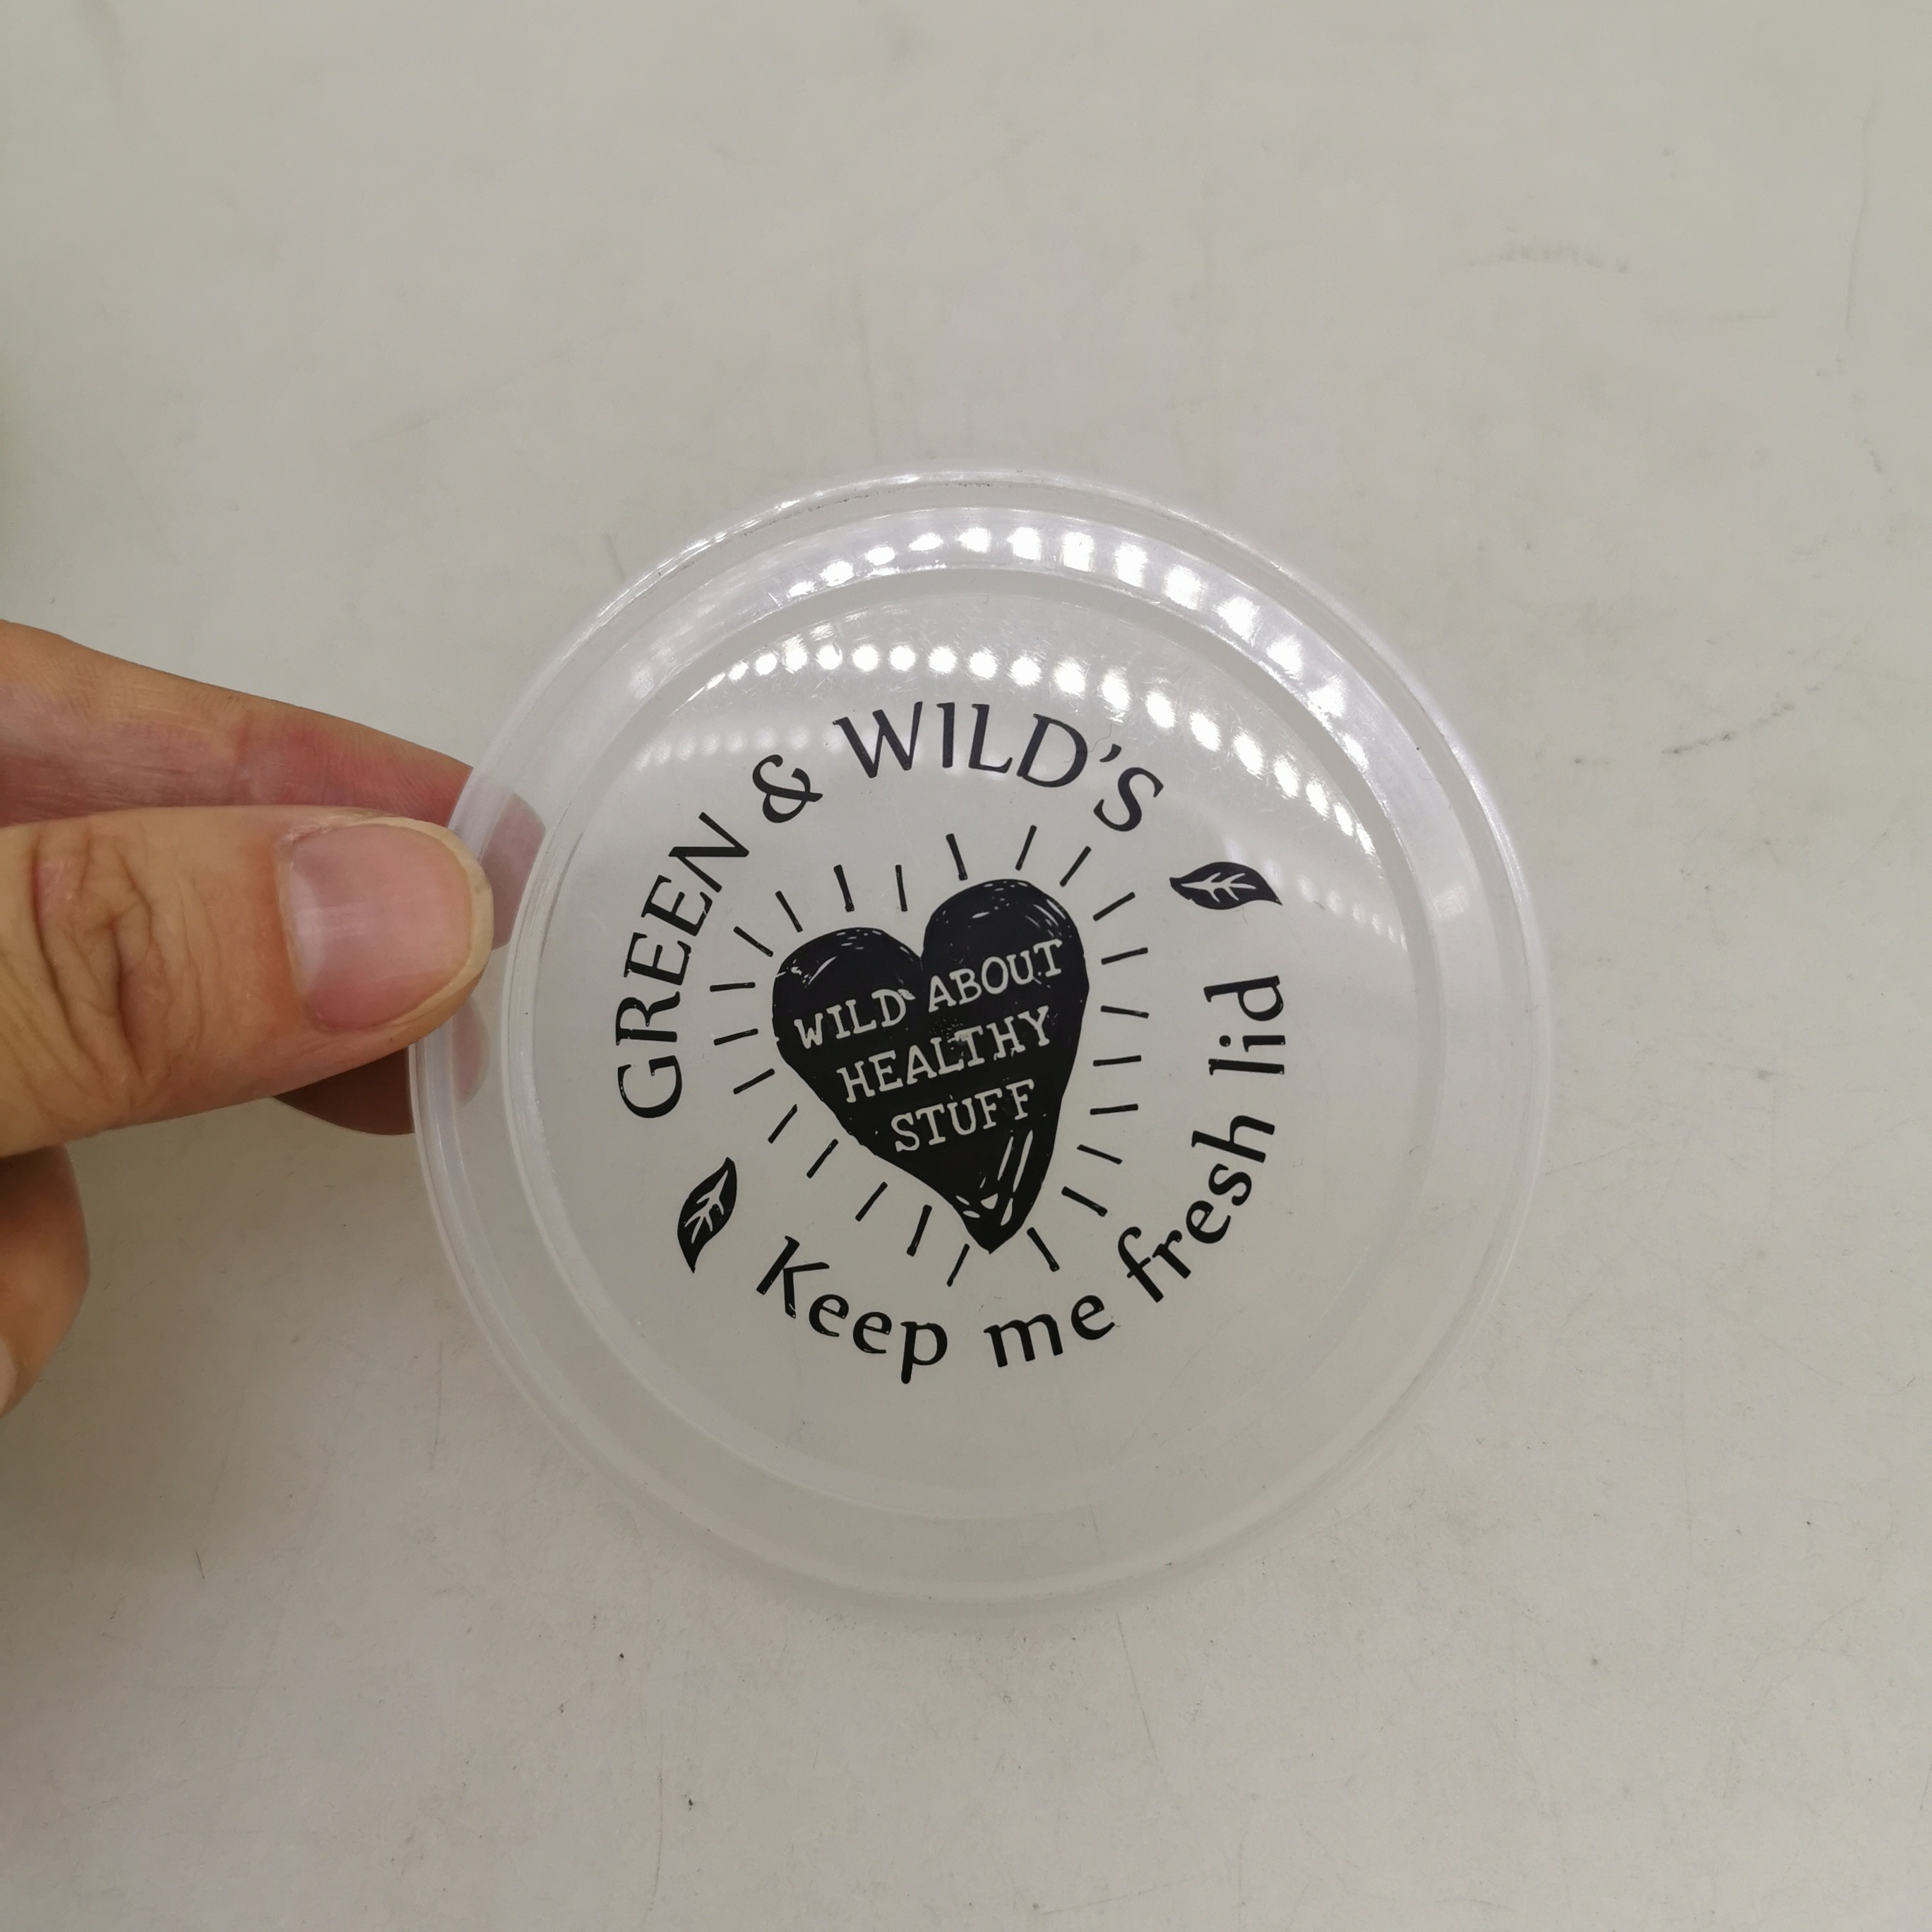 GREEN & WILD'S
WILD ABOUT
HEALTHY
STUFF
Keep me fresh lid